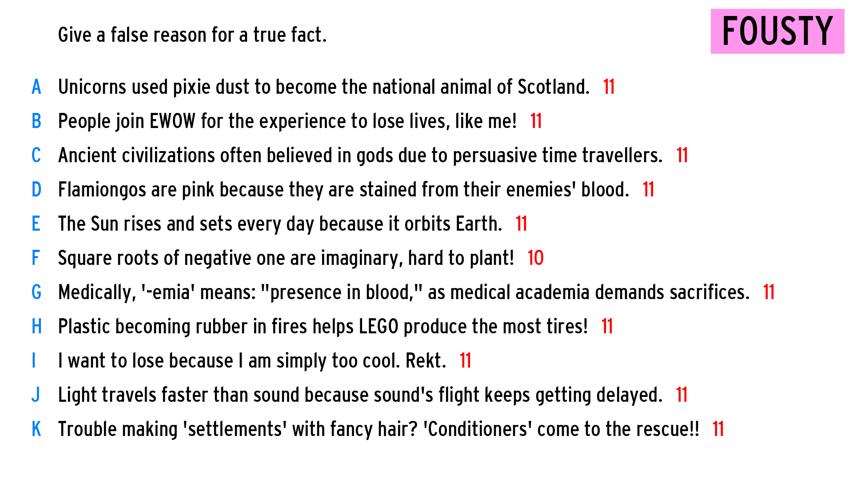 Give a false reason for a true fact.
FOUSTY
A Unicorns used pixie dust to become the national animal of Scotland. 11
B People join EWOW for the experience to lose lives, like me! 11
C Ancient civilizations often believed in gods due to persuasive time travellers. 11
D Flamiongos are pink because they are stained from their enemies' blood. 11
E The Sun rises and sets every day because it orbits Earth. 11
F Square roots of negative one are imaginary, hard to plant! 10
G Medically, '-emia' means: "presence in blood," as medical academia demands sacrifices. 11
H Plastic becoming rubber in fires helps LEGO produce the most tires! 11
I I want to lose because I am simply too cool. Rekt. 11
J Light travels faster than sound because sound's flight keeps getting delayed. 11
K Trouble making 'settlements' with fancy hair? 'Conditioners' come to the rescue!! 11